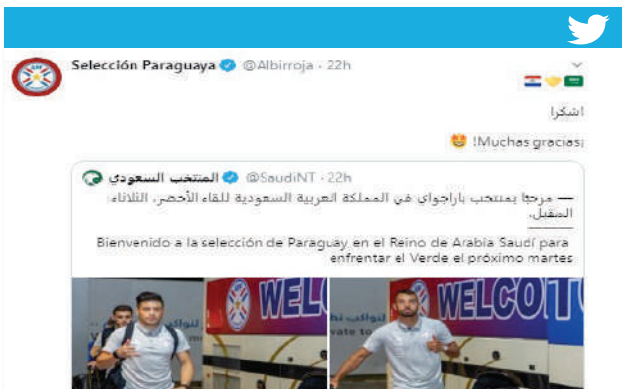 Selección Paraguaya @Albirroja · 22h
اشكرا
¡Muchas gracias!
المنتخب السعودي @SaudiNT · 22h
— مرحبًا بمنتخب باراجواي في المملكة العربية السعودية للقاء الأخضر، الثلاثاء
المقبل.
Bienvenido a la selección de Paraguay en el Reino de Arabia Saudí para
enfrentar el Verde el próximo martes
WEL
WELCO